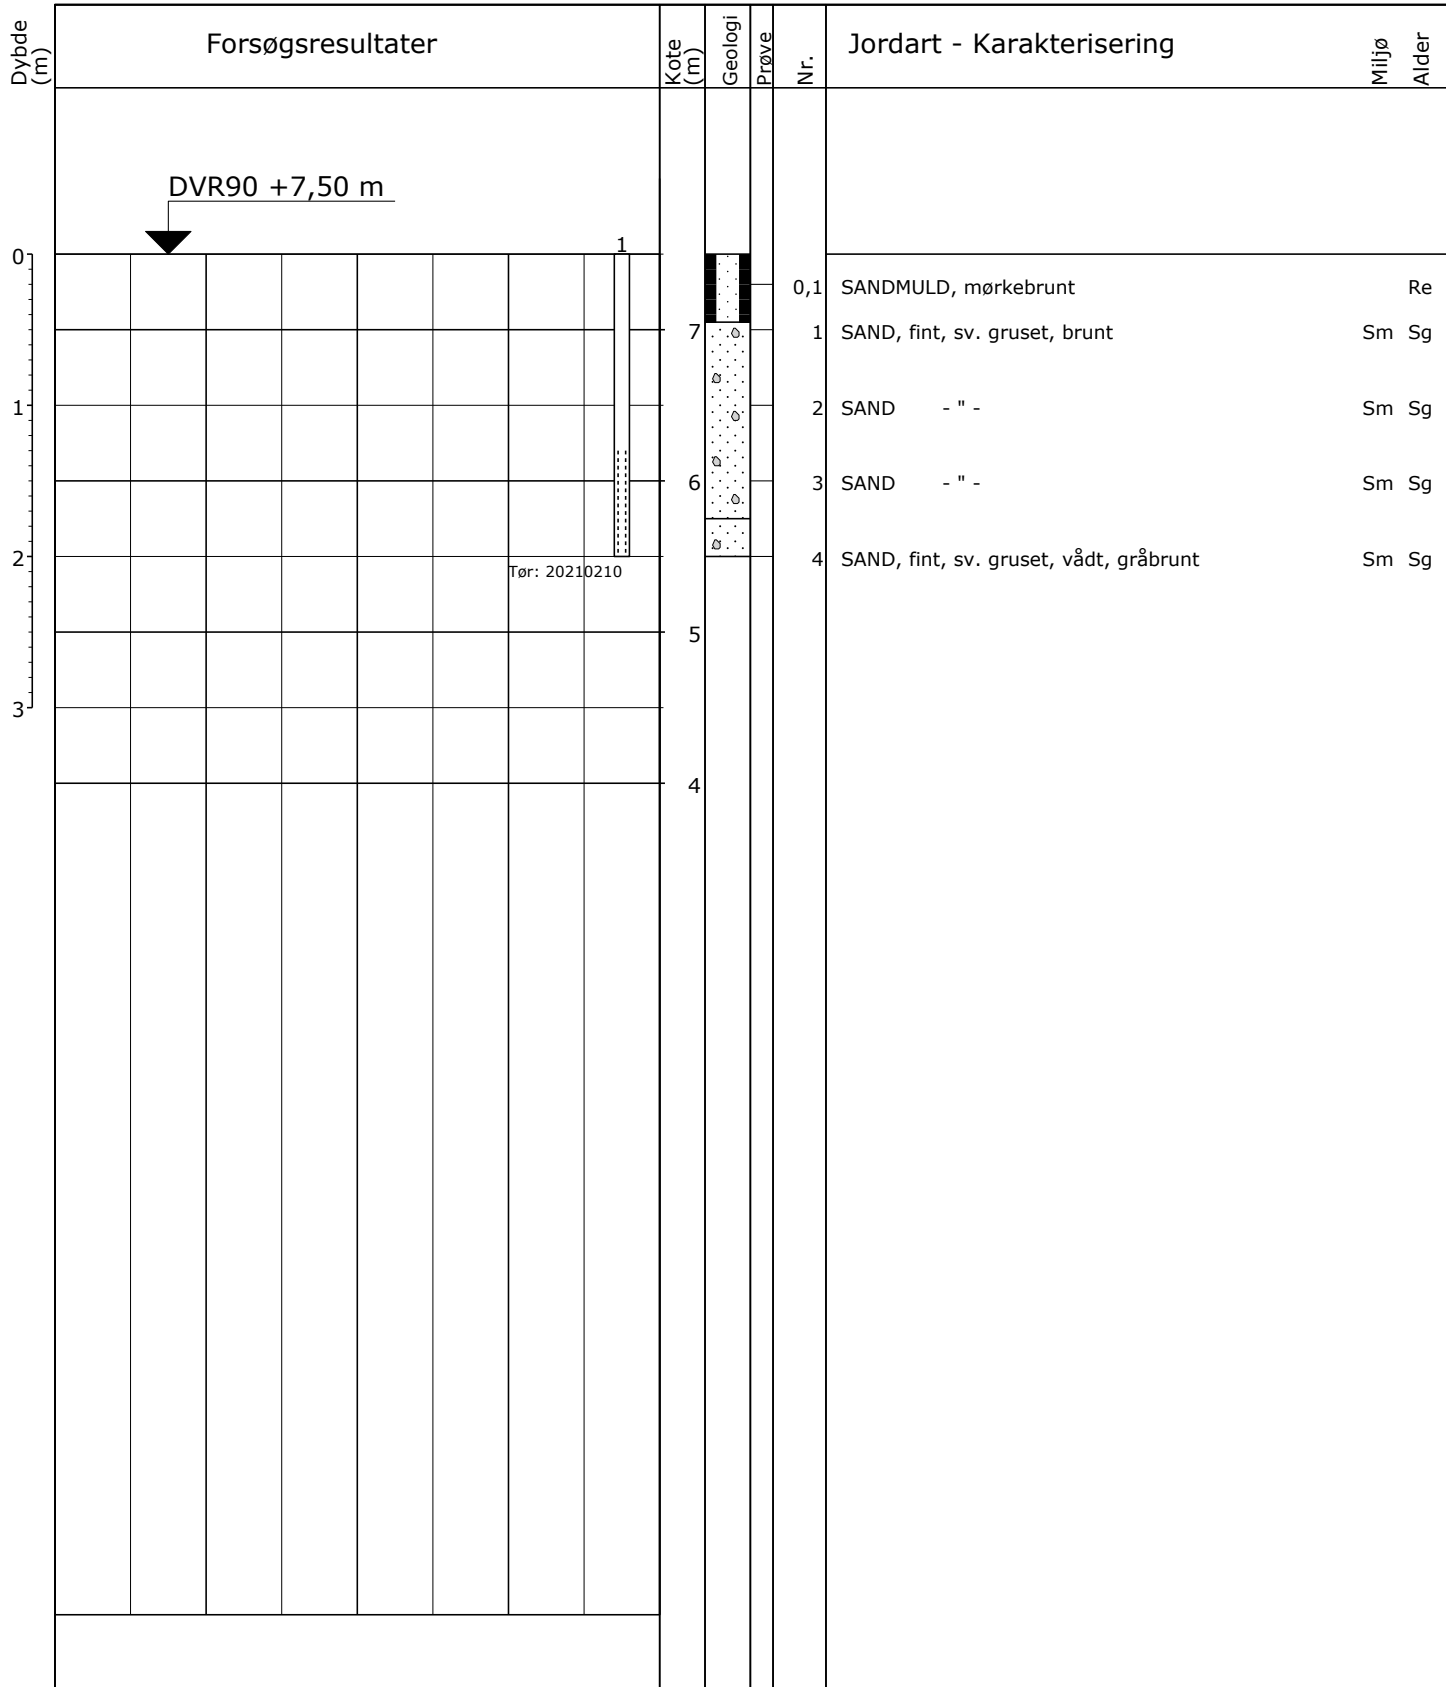 Dybde (m)
Forsøgsresultater
Kote (m)
Geologi
Prøve
Nr.
Jordart - Karakterisering
Miljø
Alder
DVR90 +7,50 m
1
0
0,1 SANDMULD, mørkebrunt Re
7
1 SAND, fint, sv. gruset, brunt Sm Sg
1
2 SAND - " - Sm Sg
6
3 SAND - " - Sm Sg
2
4 SAND, fint, sv. gruset, vådt, gråbrunt Sm Sg
Tør: 20210210
5
3
4